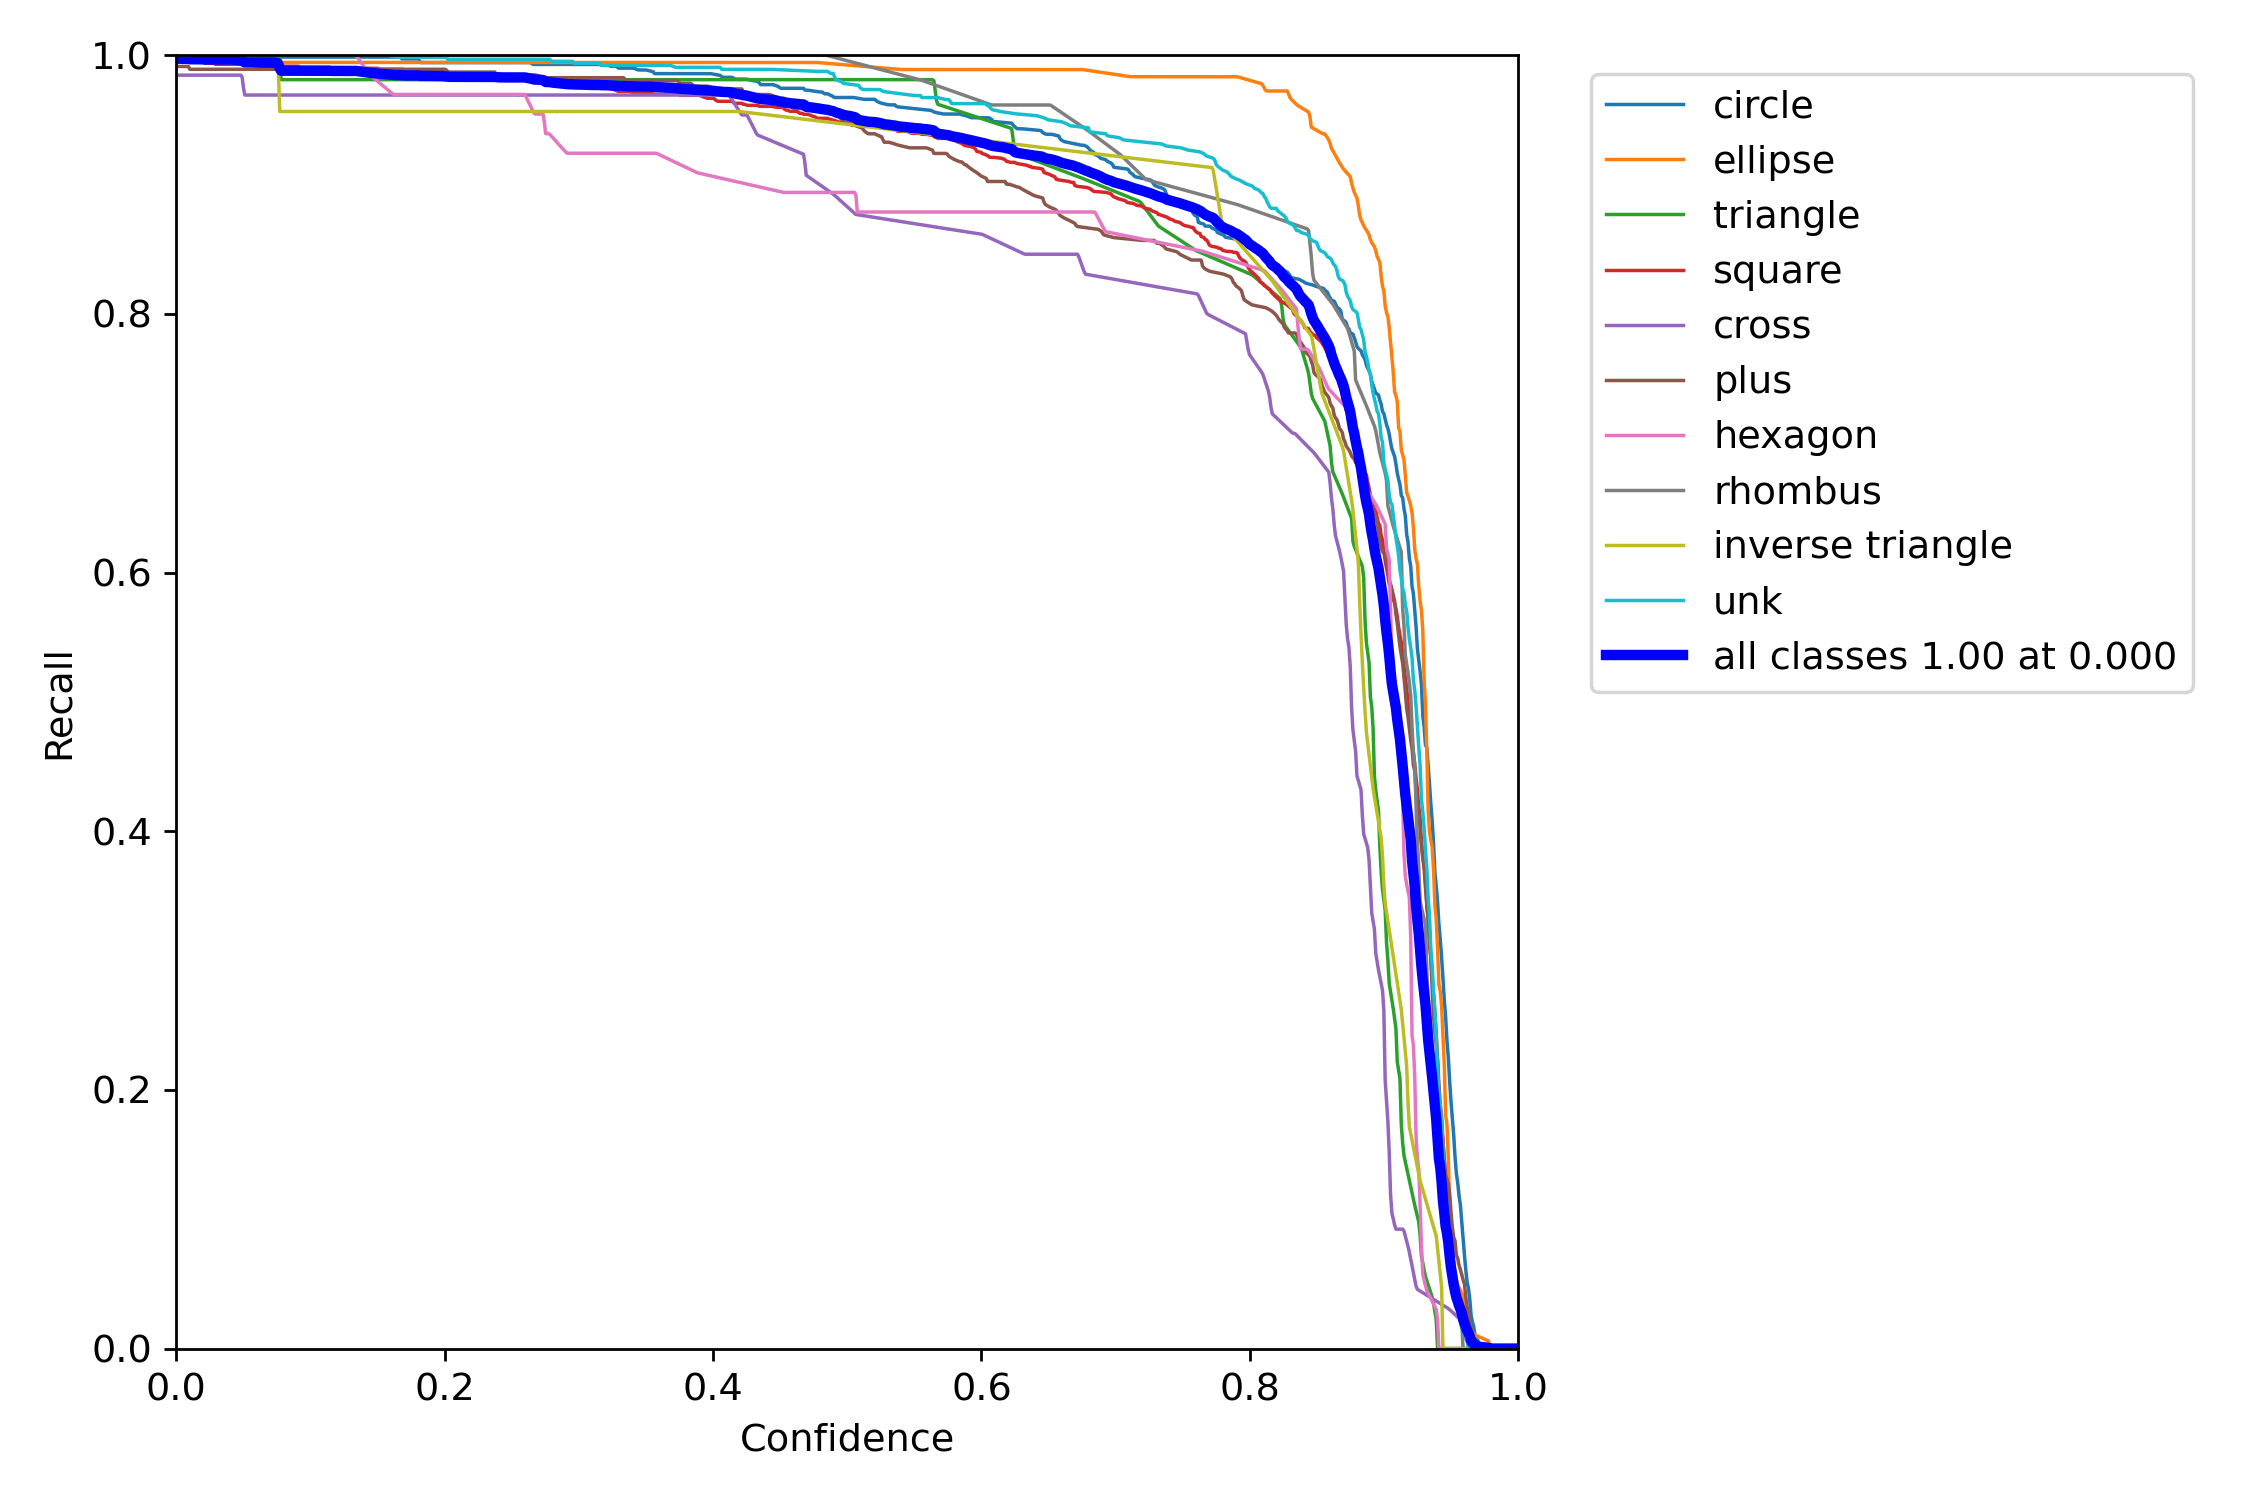 1.0
0.8
0.6
0.4
0.2
0.0
Recall
0.0 0.2 0.4 0.6 0.8 1.0
Confidence
circle
ellipse
triangle
square
cross
plus
hexagon
rhombus
inverse triangle
unk
all classes 1.00 at 0.000